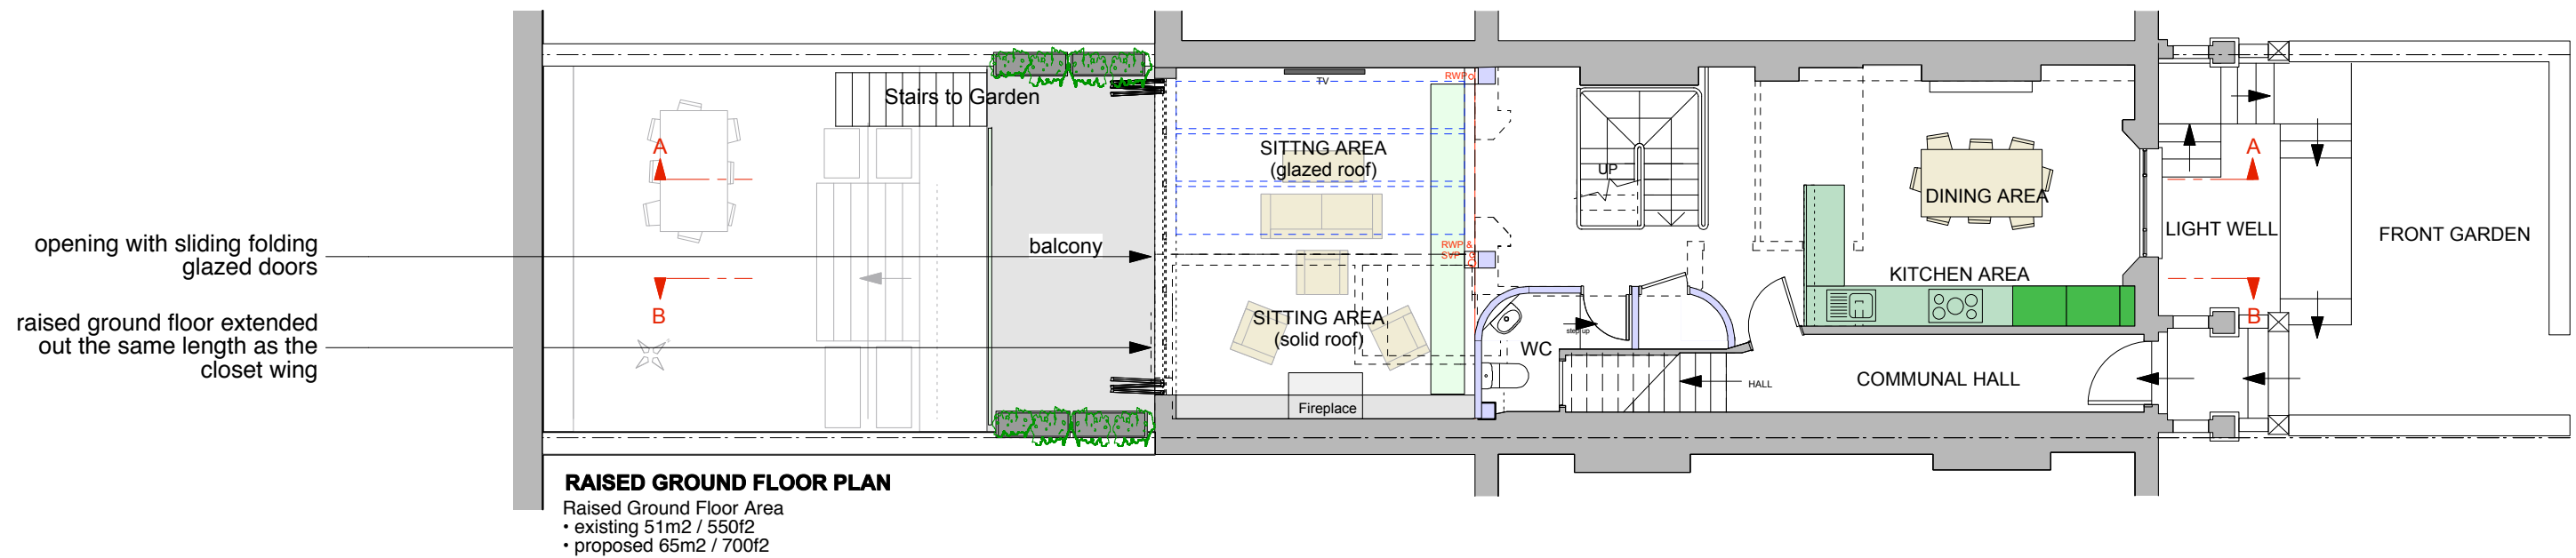 Stairs to Garden
A
B
balcony
opening with sliding folding
glazed doors
raised ground floor extended
out the same length as the
closet wing
TV
RWP
SITTNG AREA
(glazed roof)
RWP &
SVP
SITTING AREA
(solid roof)
Fireplace
UP
step up
WC
HALL
DINING AREA
KITCHEN AREA
COMMUNAL HALL
A
LIGHT WELL
B
FRONT GARDEN
RAISED GROUND FLOOR PLAN
Raised Ground Floor Area
• existing 51m2 / 550f2
• proposed 65m2 / 700f2